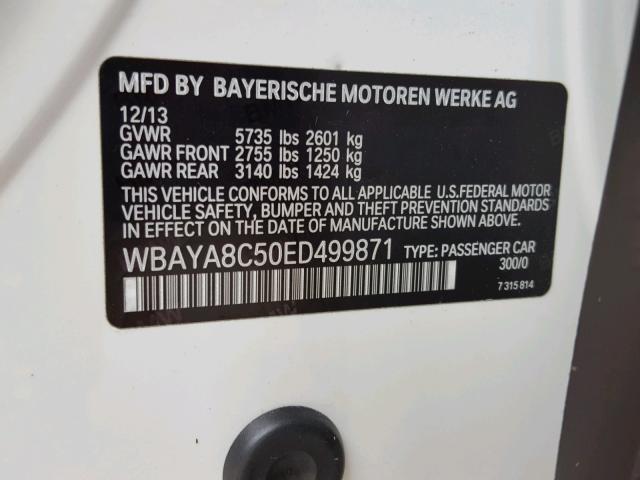 MFD BY BAYERISCHE MOTOREN WERKE AG
12/13
GVWR 5735 lbs 2601 kg
GAWR FRONT 2755 lbs 1250 kg
GAWR REAR 3140 lbs 1424 kg
THIS VEHICLE CONFORMS TO ALL APPLICABLE U.S.FEDERAL MOTOR
VEHICLE SAFETY, BUMPER AND THEFT PREVENTION STANDARDS
IN EFFECT ON THE DATE OF MANUFACTURE SHOWN ABOVE.
WBAYA8C50ED499871 TYPE: PASSENGER CAR
300/0
7 315 814